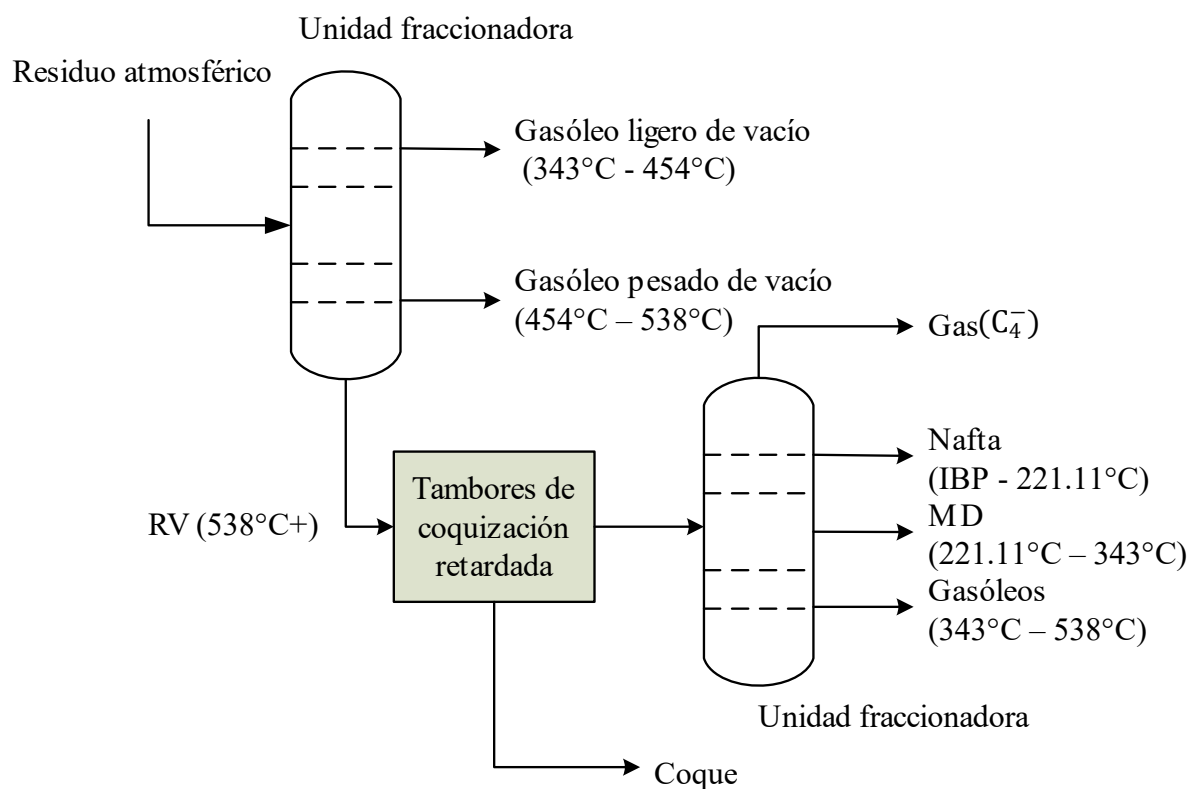 Unidad fraccionadora
Residuo atmosférico
Gasóleo ligero de vacío
(343°C - 454°C)
Gasóleo pesado de vacío
(454°C – 538°C)
Gas(C₄⁻)
Nafta
(IBP - 221.11°C)
MD
(221.11°C – 343°C)
Gasóleos
(343°C – 538°C)
RV (538°C+)
Tambores de
coquización
retardada
Unidad fraccionadora
Coque